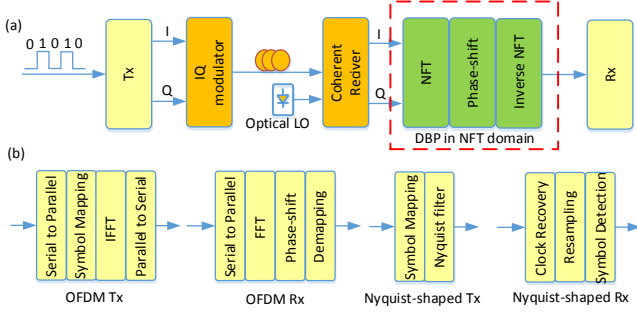 (a)
0 1 0 1 0
Tx
I
Q
IQ modulator
Optical LO
Coherent Reciver
I
Q
NFT
Phase-shift
Inverse NFT
DBP in NFT domain
Rx
(b)
Serial to Parallel
Symbol Mapping
IFFT
Parallel to Serial
OFDM Tx
Serial to Parallel
FFT
Phase-shift
Demapping
OFDM Rx
Symbol Mapping
Nyquist filter
Nyquist-shaped Tx
Clock Recovery
Resampling
Symbol Detection
Nyquist-shaped Rx